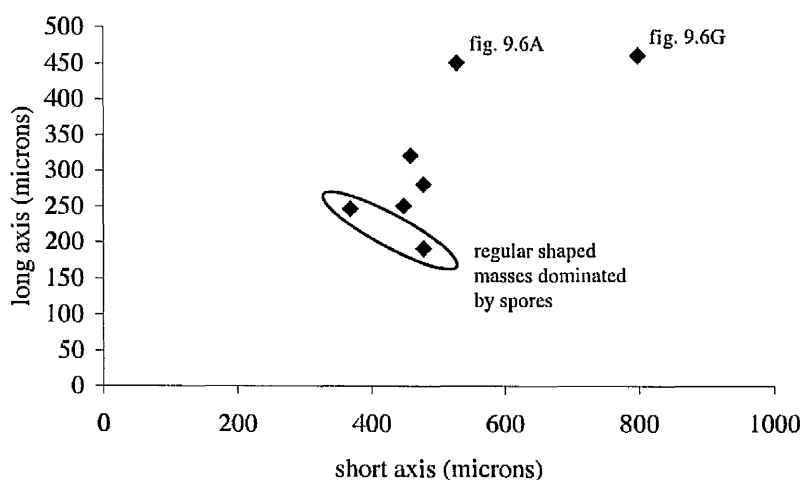 fig. 9.6A
fig. 9.6G
500
450
400
350
300
250
200
150
100
50
0
long axis (microns)
regular shaped
masses dominated
by spores
0 200 400 600 800 1000
short axis (microns)